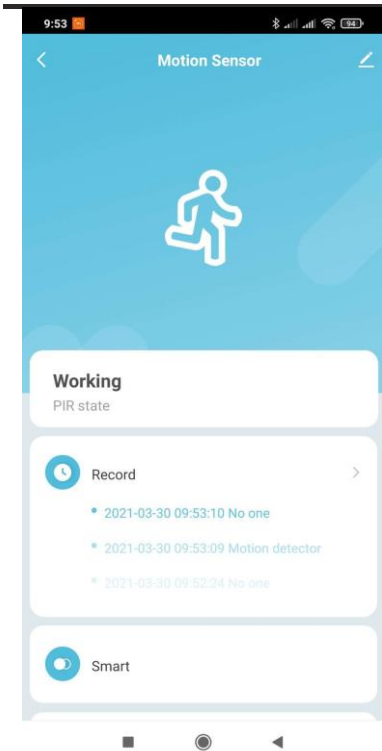 9:53
94
Motion Sensor
Working
PIR state
Record
2021-03-30 09:53:10 No one
2021-03-30 09:53:09 Motion detector
2021-03-30 09:52:24 No one
Smart